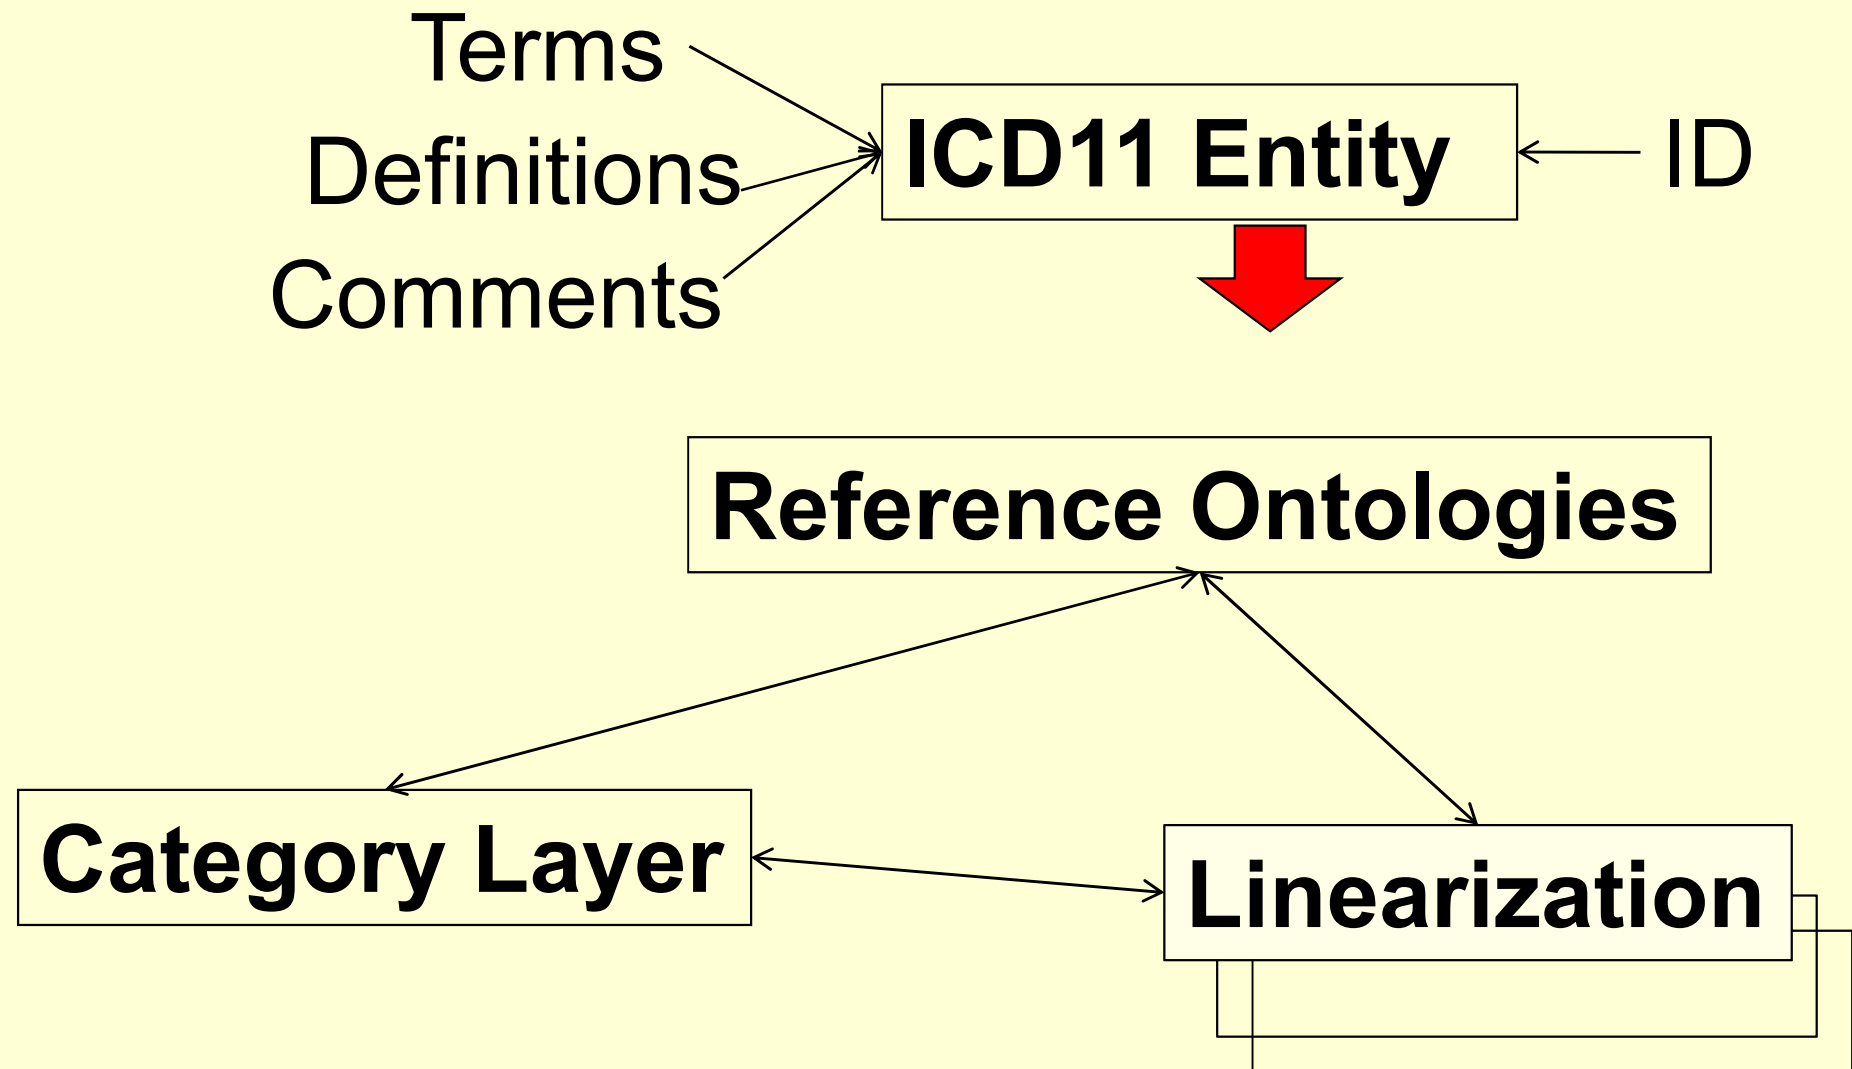 Terms
ICD11 Entity
ID
Definitions
Comments
Reference Ontologies
Category Layer
Linearization